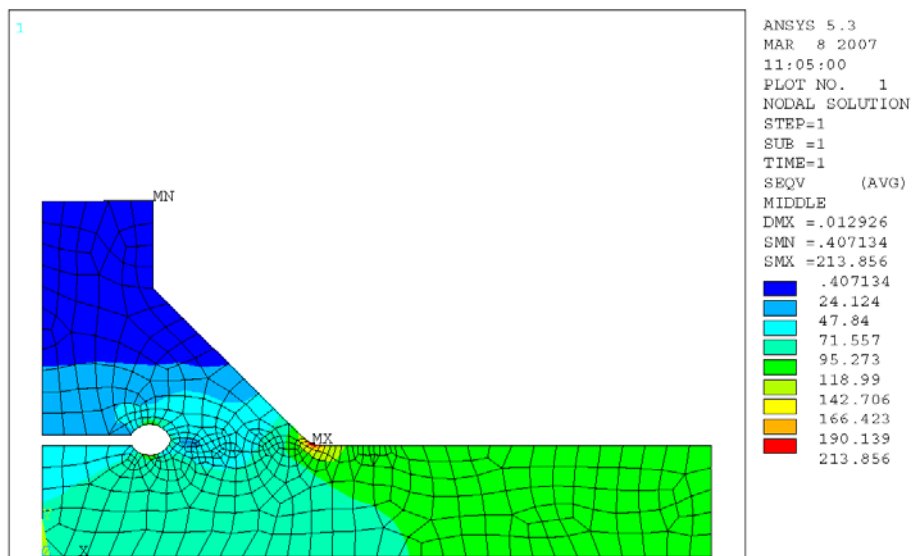 1
ANSYS 5.3
MAR 8 2007
11:05:00
PLOT NO. 1
NODAL SOLUTION
STEP=1
SUB =1
TIME=1
SEQV (AVG)
MIDDLE
DMX =.012926
SMN =.407134
SMX =213.856
.407134
24.124
47.84
71.557
95.273
118.99
142.706
166.423
190.139
213.856
MN
MX
X